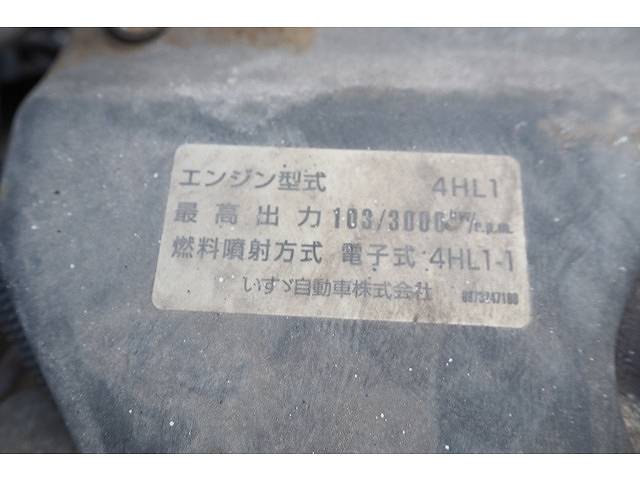 エンジン型式 4HL1
最高出力 103/3000 kW/r.p.m.
燃料噴射方式 電子式 4HL1-1
いすゞ自動車株式会社